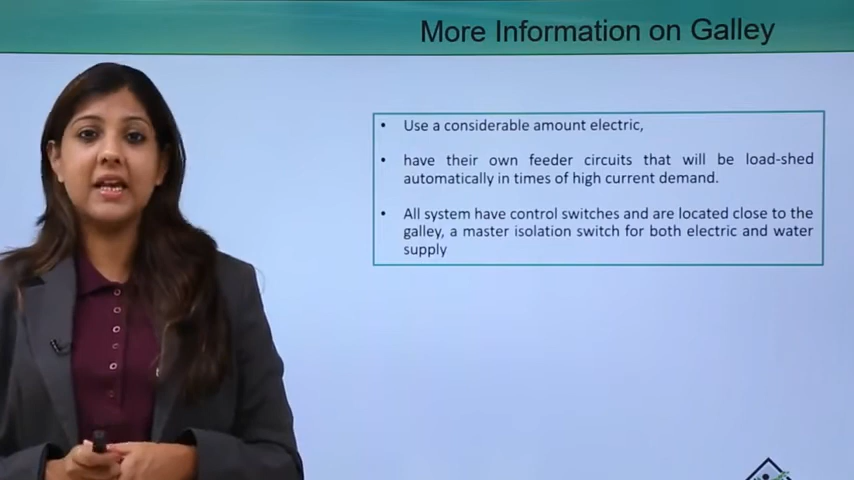 More Information on Galley
• Use a considerable amount electric,
• have their own feeder circuits that will be load-shed
automatically in times of high current demand.
• All system have control switches and are located close to the
galley, a master isolation switch for both electric and water
supply